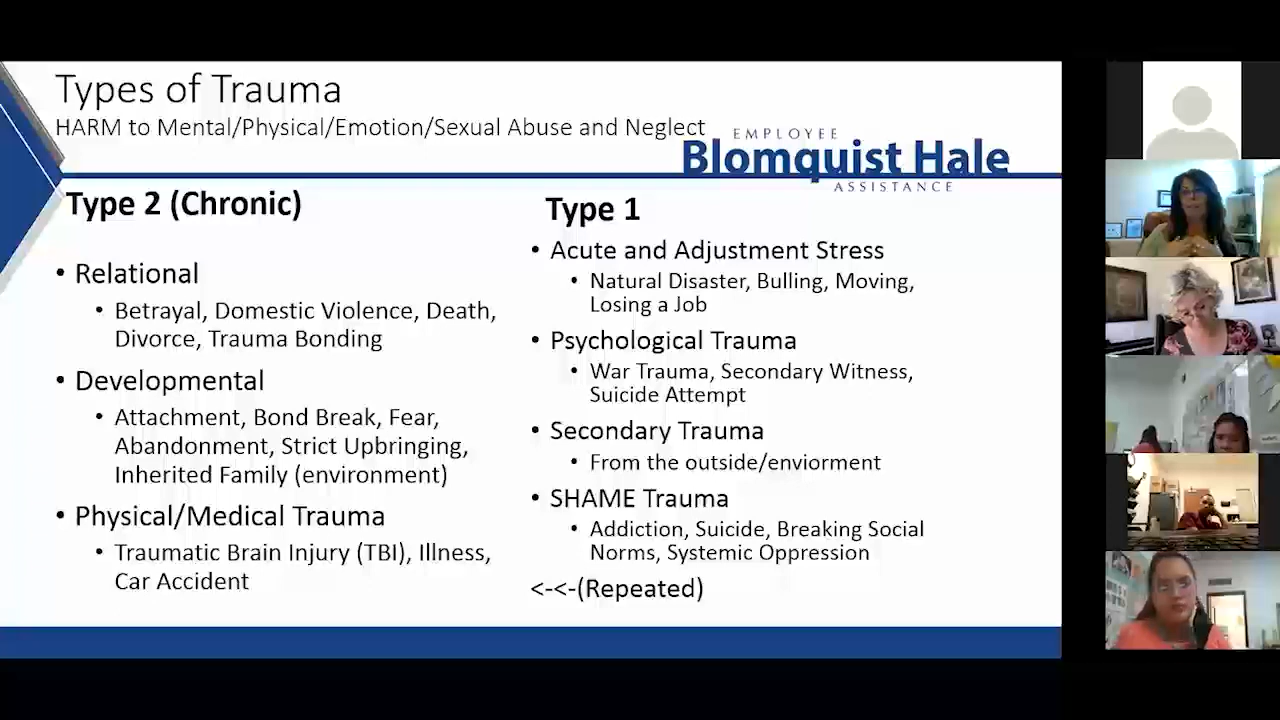 Types of Trauma
HARM to Mental/Physical/Emotion/Sexual Abuse and Neglect
EMPLOYEE
Blomquist Hale
ASSISTANCE
Type 2 (Chronic)
• Relational
• Betrayal, Domestic Violence, Death,
Divorce, Trauma Bonding
• Developmental
• Attachment, Bond Break, Fear,
Abandonment, Strict Upbringing,
Inherited Family (environment)
• Physical/Medical Trauma
• Traumatic Brain Injury (TBI), Illness,
Car Accident
Type 1
• Acute and Adjustment Stress
• Natural Disaster, Bulling, Moving,
Losing a Job
• Psychological Trauma
• War Trauma, Secondary Witness,
Suicide Attempt
• Secondary Trauma
• From the outside/enviorment
• SHAME Trauma
• Addiction, Suicide, Breaking Social
Norms, Systemic Oppression
<-<-(Repeated)